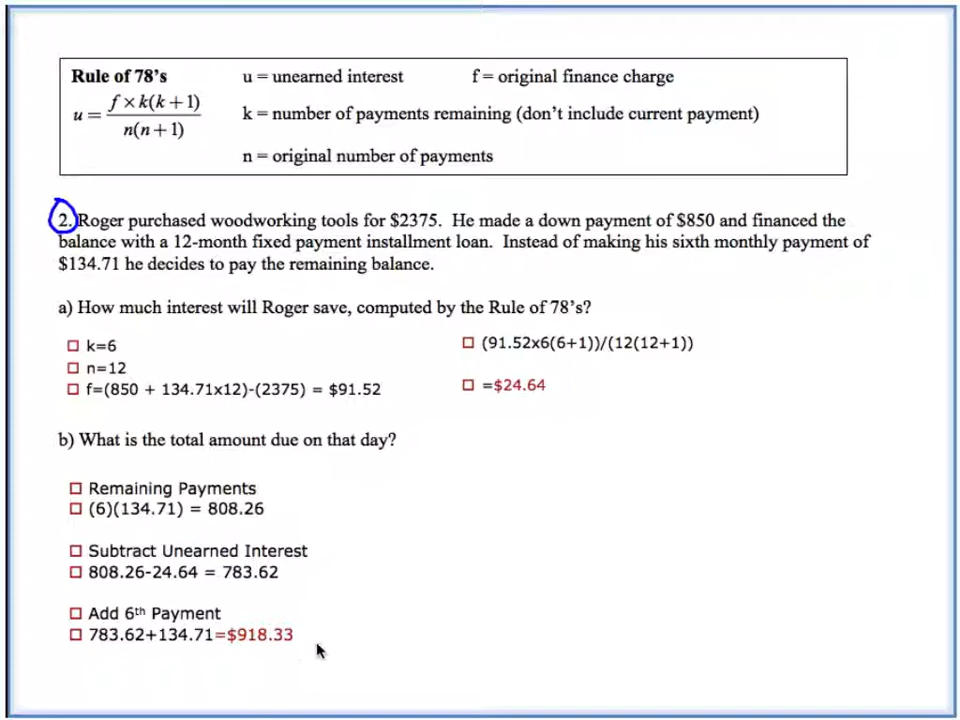 Rule of 78's u = unearned interest f = original finance charge
u = f × k(k + 1) / n(n + 1)
k = number of payments remaining (don't include current payment)
n = original number of payments
2. Roger purchased woodworking tools for $2375. He made a down payment of $850 and financed the
balance with a 12-month fixed payment installment loan. Instead of making his sixth monthly payment of
$134.71 he decides to pay the remaining balance.
a) How much interest will Roger save, computed by the Rule of 78's?
k=6
n=12
f=(850 + 134.71x12)-(2375) = $91.52
(91.52x6(6+1))/(12(12+1))
=$24.64
b) What is the total amount due on that day?
Remaining Payments
(6)(134.71) = 808.26
Subtract Unearned Interest
808.26-24.64 = 783.62
Add 6th Payment
783.62+134.71=$918.33